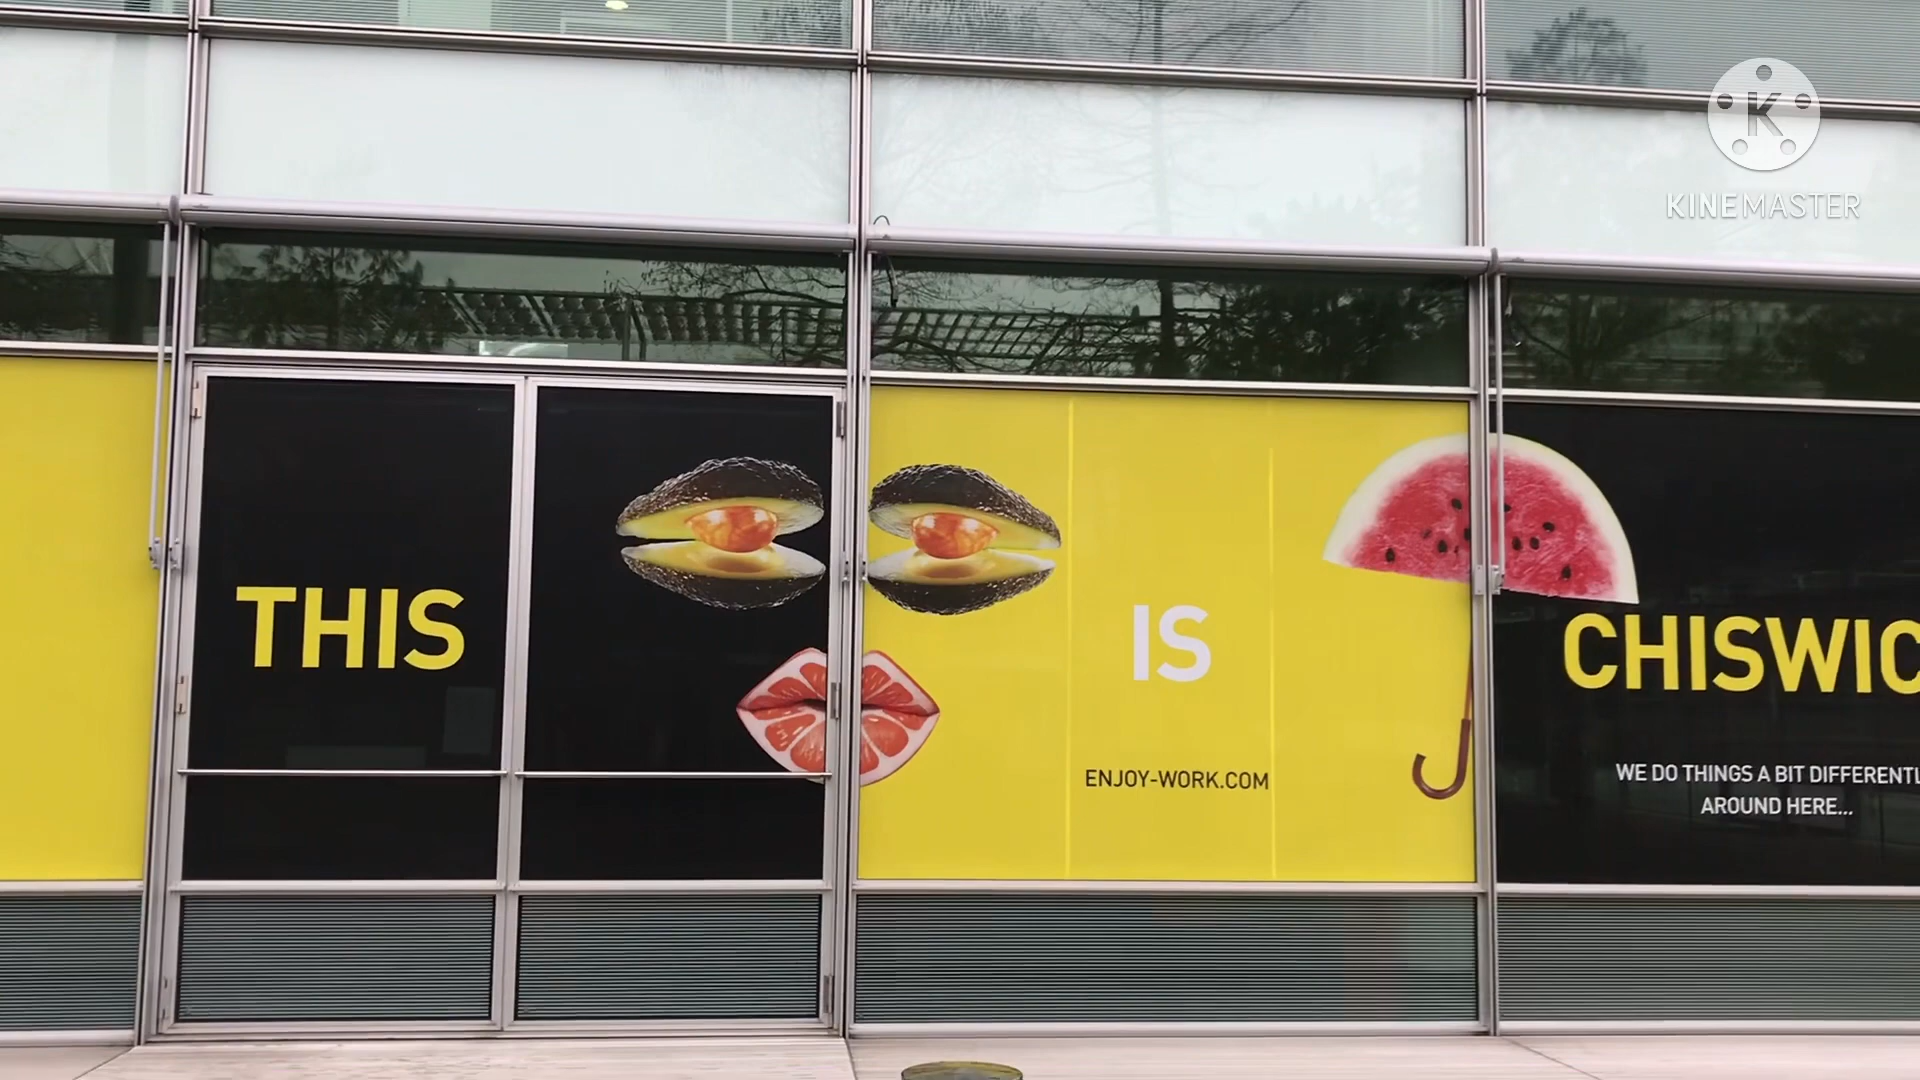 K
KINEMASTER
THIS
IS
CHISWIC
ENJOY-WORK.COM
WE DO THINGS A BIT DIFFERENTL
AROUND HERE...